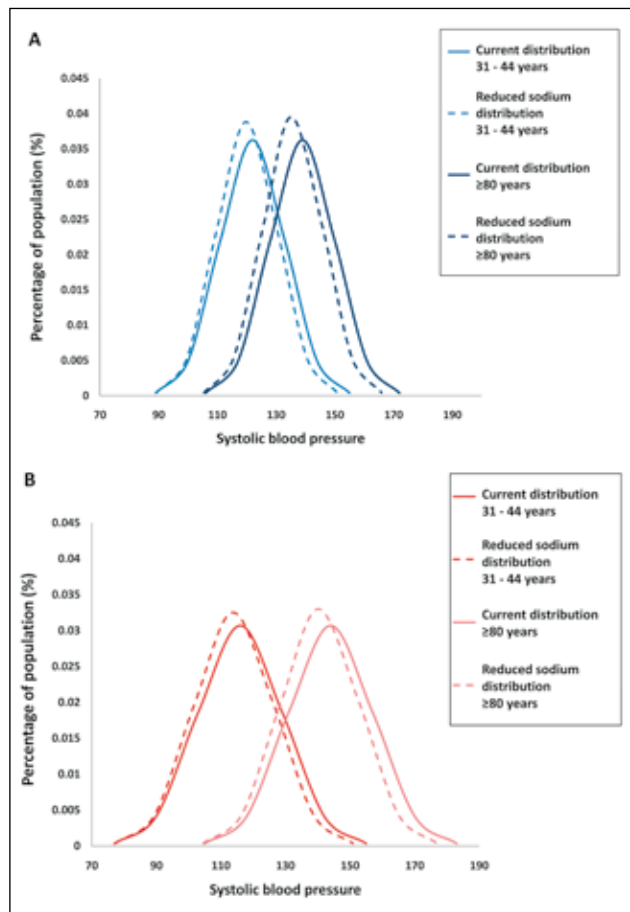 A
Current distribution
31 - 44 years
Reduced sodium
distribution
31 - 44 years
Current distribution
≥80 years
Reduced sodium
distribution
≥80 years
Percentage of population (%)
0.045
0.04
0.035
0.03
0.025
0.02
0.015
0.01
0.005
0
70 90 110 130 150 170 190
Systolic blood pressure
B
Current distribution
31 - 44 years
Reduced sodium
distribution
31 - 44 years
Current distribution
≥80 years
Reduced sodium
distribution
≥80 years
Percentage of population (%)
0.045
0.04
0.035
0.03
0.025
0.02
0.015
0.01
0.005
0
70 90 110 130 150 170 190
Systolic blood pressure